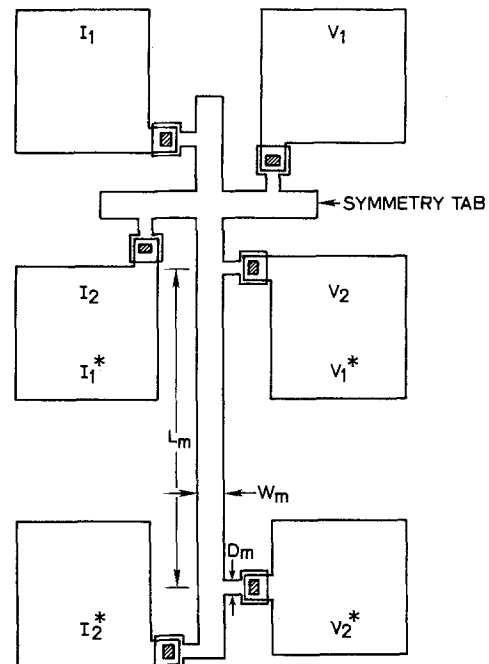 I₁ V₁
SYMMETRY TAB
I₂ V₂
I₁* V₁*
Lₘ
Wₘ
Dₘ
I₂* V₂*